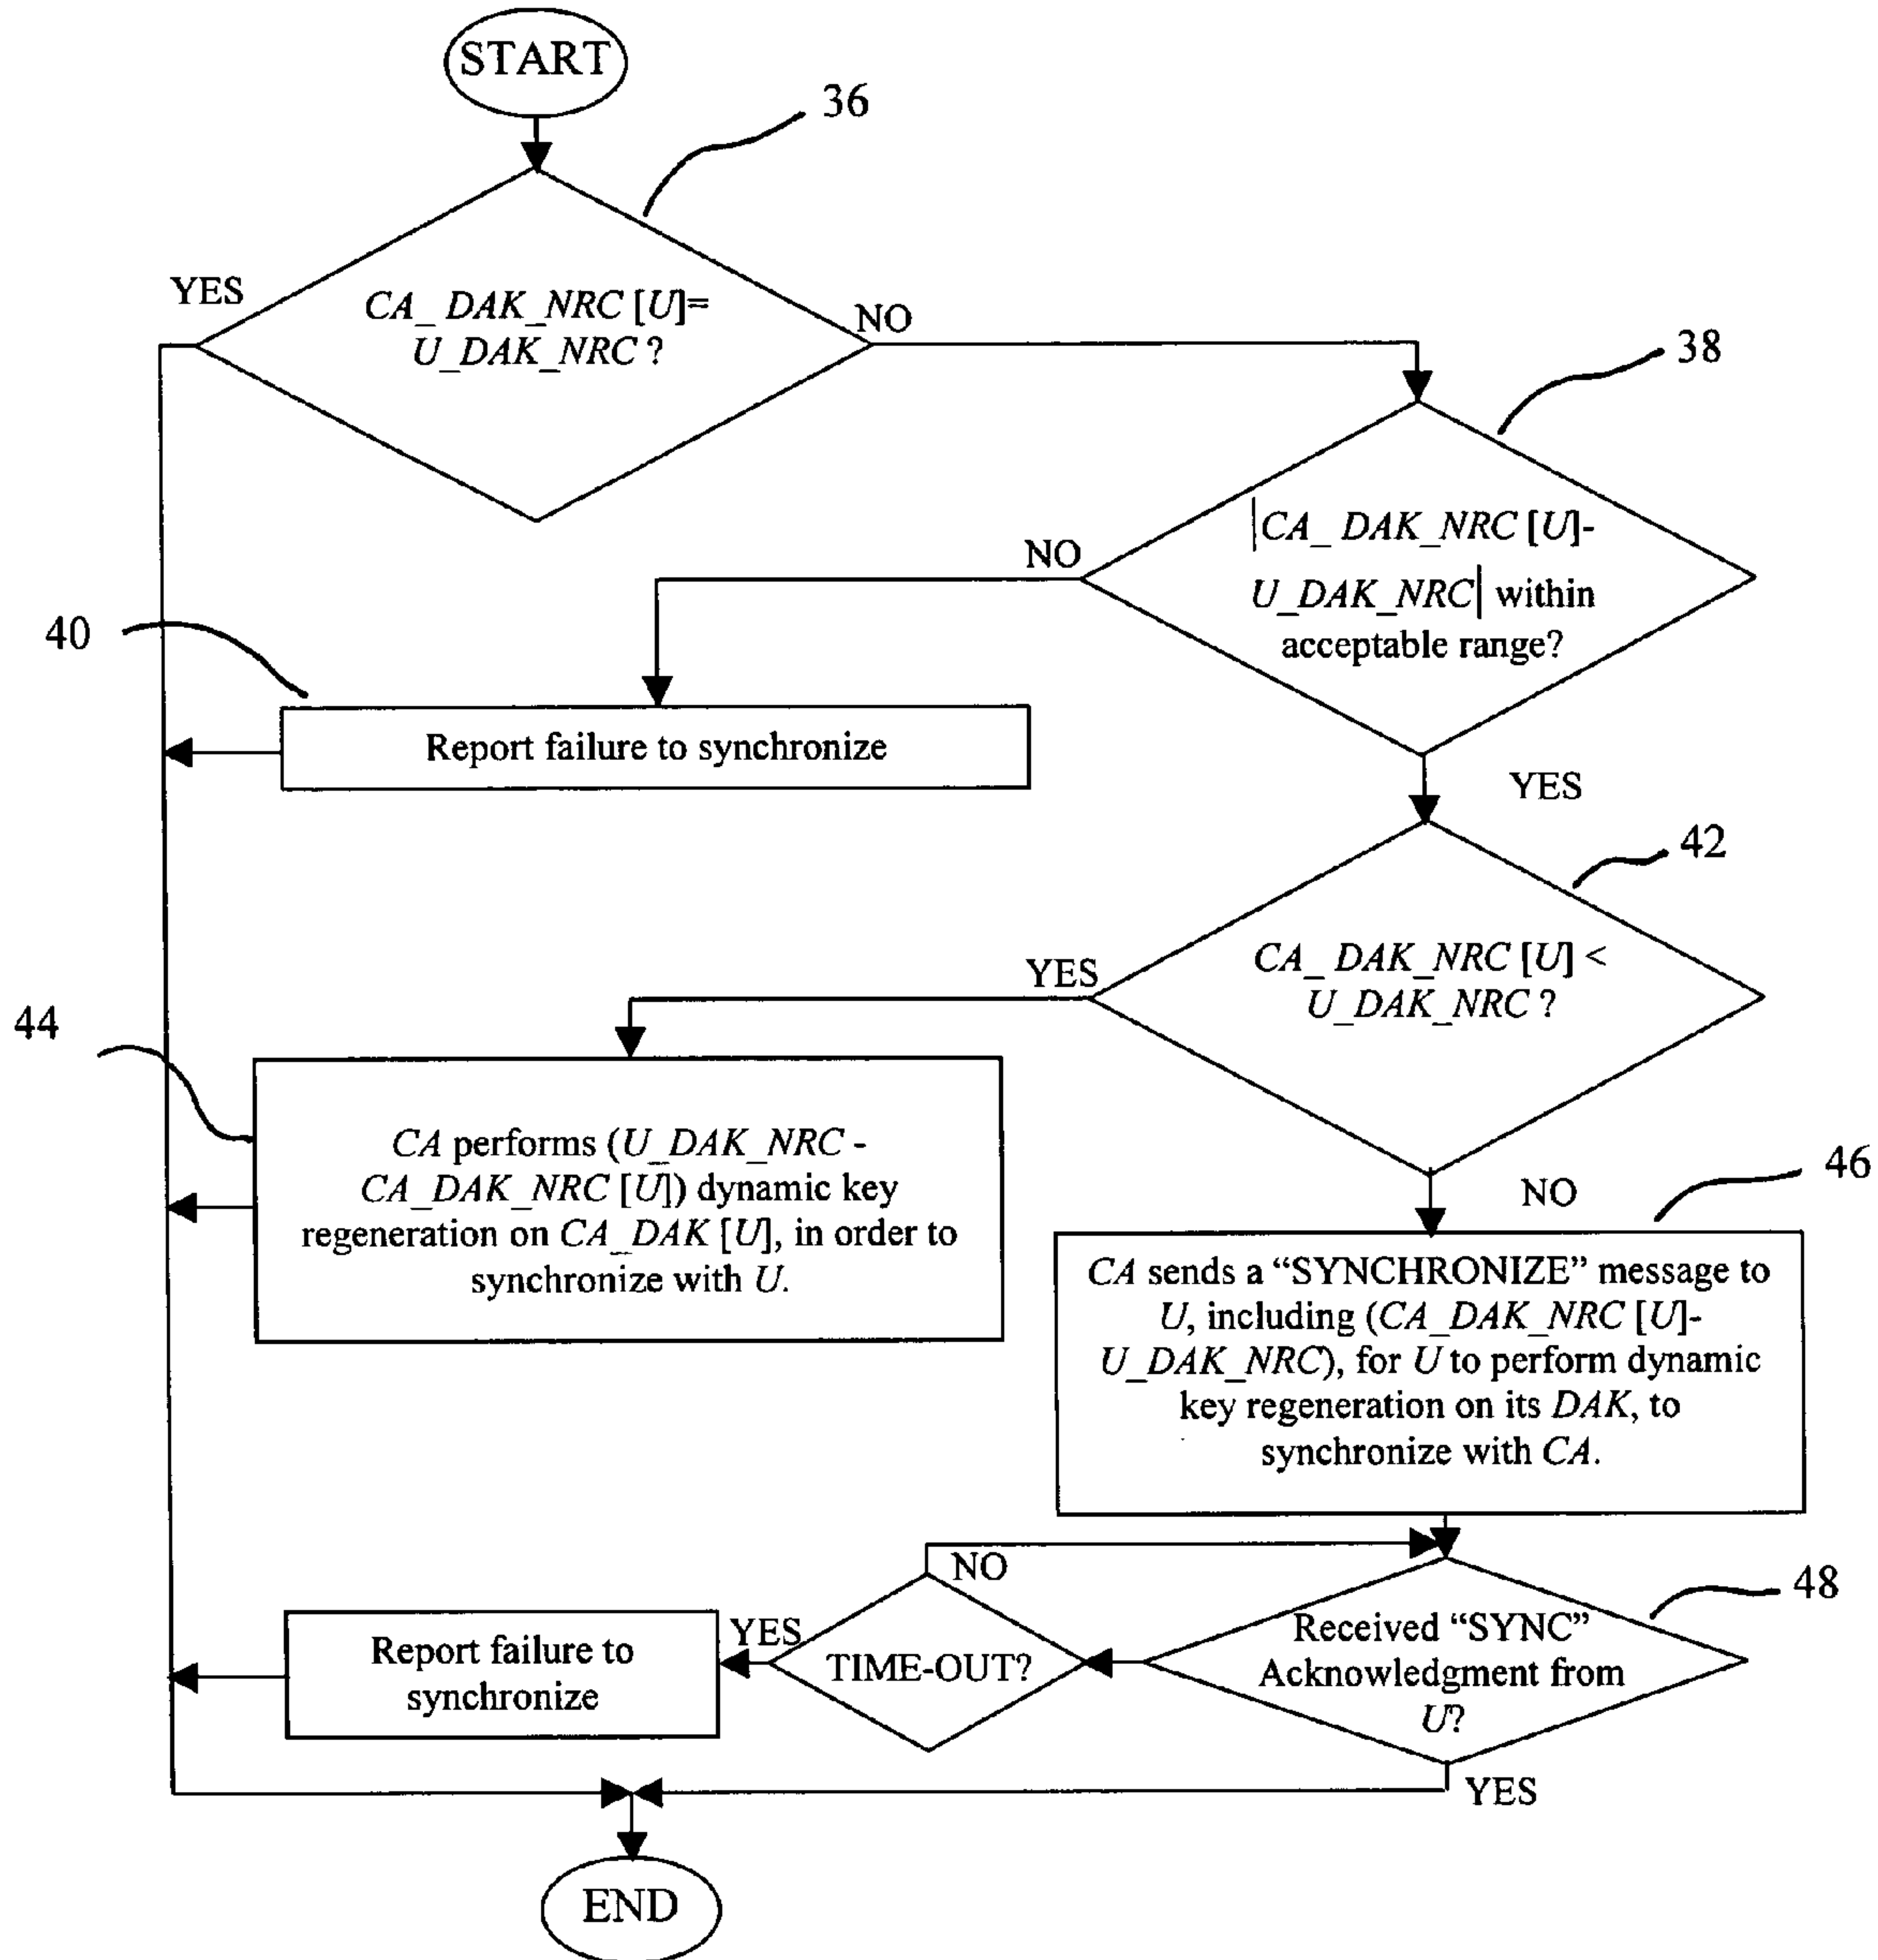 START
36
YES
CA_ DAK_NRC [U]=
U_DAK_NRC ?
NO
38
|CA_ DAK_NRC [U]-
U_DAK_NRC| within
acceptable range?
NO
40
Report failure to synchronize
YES
42
CA_ DAK_NRC [U] <
U_DAK_NRC ?
YES
44
CA performs (U_DAK_NRC -
CA_DAK_NRC [U]) dynamic key
regeneration on CA_DAK [U], in order to
synchronize with U.
NO
46
CA sends a “SYNCHRONIZE” message to
U, including (CA_DAK_NRC [U]-
U_DAK_NRC), for U to perform dynamic
key regeneration on its DAK, to
synchronize with CA.
NO
48
Received “SYNC”
Acknowledgment from
U?
TIME-OUT?
YES
Report failure to
synchronize
YES
END